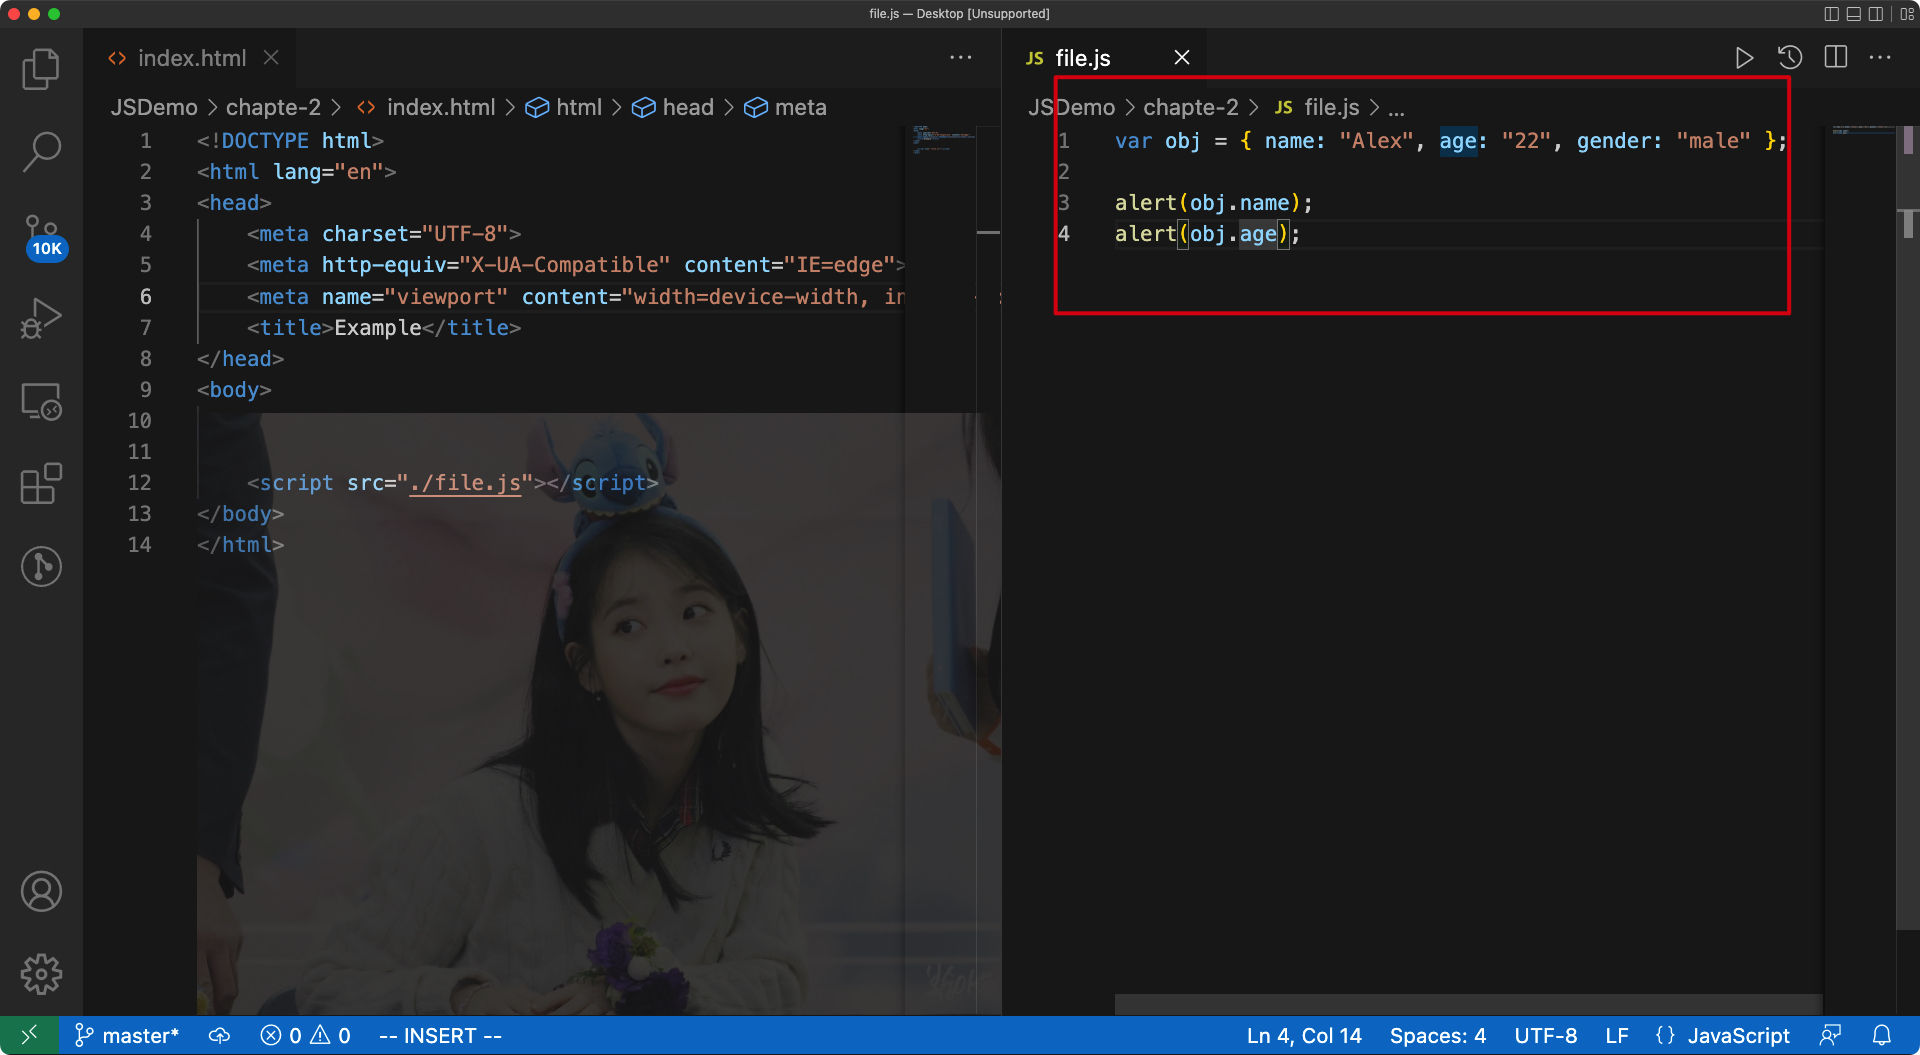 file.js — Desktop [Unsupported]
index.html
JSDemo > chapte-2 > <> index.html > html > head > meta
1 <!DOCTYPE html>
2 <html lang="en">
3 <head>
4 <meta charset="UTF-8">
5 <meta http-equiv="X-UA-Compatible" content="IE=edge">
6 <meta name="viewport" content="width=device-width, in
7 <title>Example</title>
8 </head>
9 <body>
10
11
12 <script src="./file.js"></script>
13 </body>
14 </html>
JS file.js
JSDemo > chapte-2 > JS file.js > ...
1 var obj = { name: "Alex", age: "22", gender: "male" };
2
3 alert(obj.name);
4 alert(obj.age);
10K
master* 0 0 -- INSERT -- Ln 4, Col 14 Spaces: 4 UTF-8 LF {} JavaScript